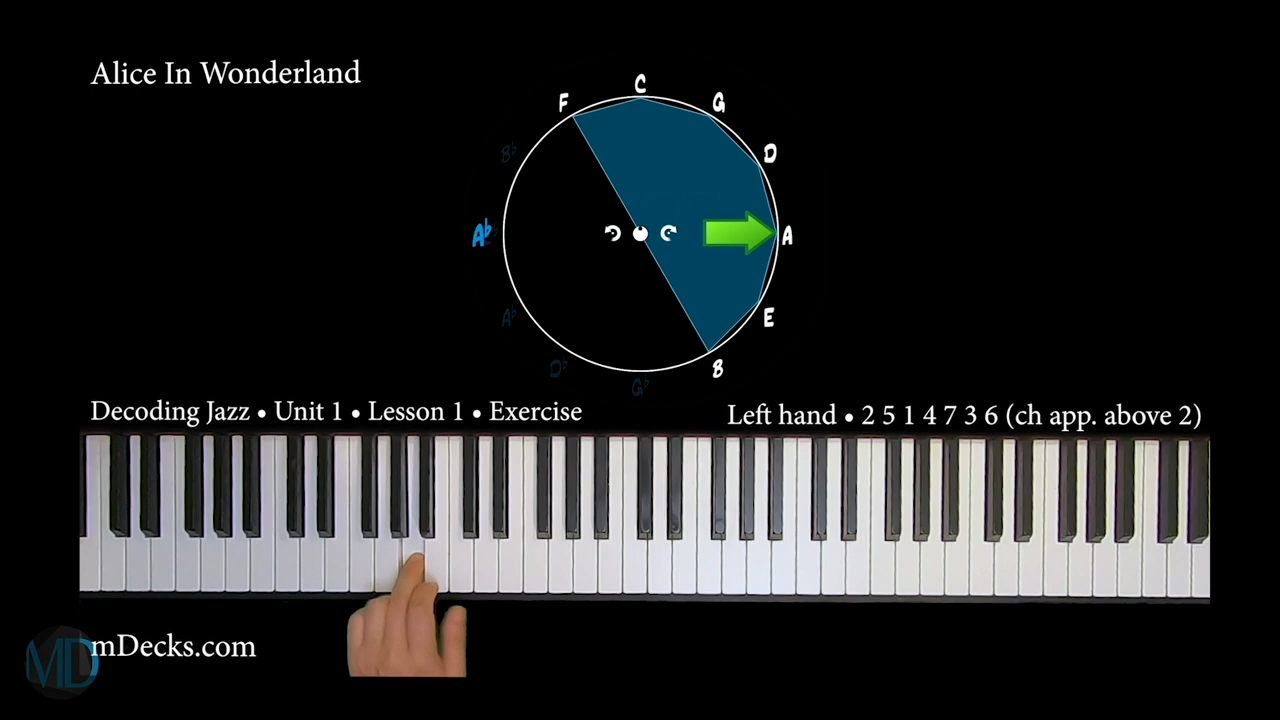 Alice In Wonderland
C
F
G
B♭
D
A♭
A
A♭
E
D♭
B
G♭
Decoding Jazz • Unit 1 • Lesson 1 • Exercise
Left hand • 2 5 1 4 7 3 6 (ch app. above 2)
MD
mDecks.com